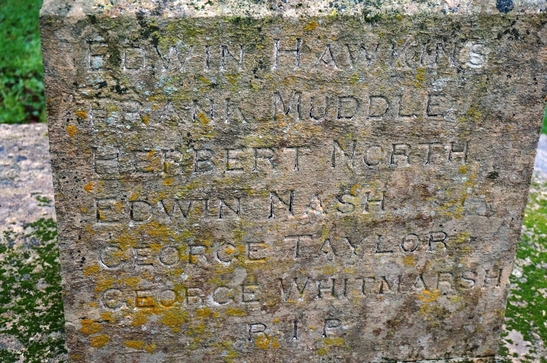 EDWIN HAWKINS
FRANK MUDDLE
HERBERT NORTH
EDWIN NASH
GEORGE TAYLOR
GEORGE WHITMARSH
R I P